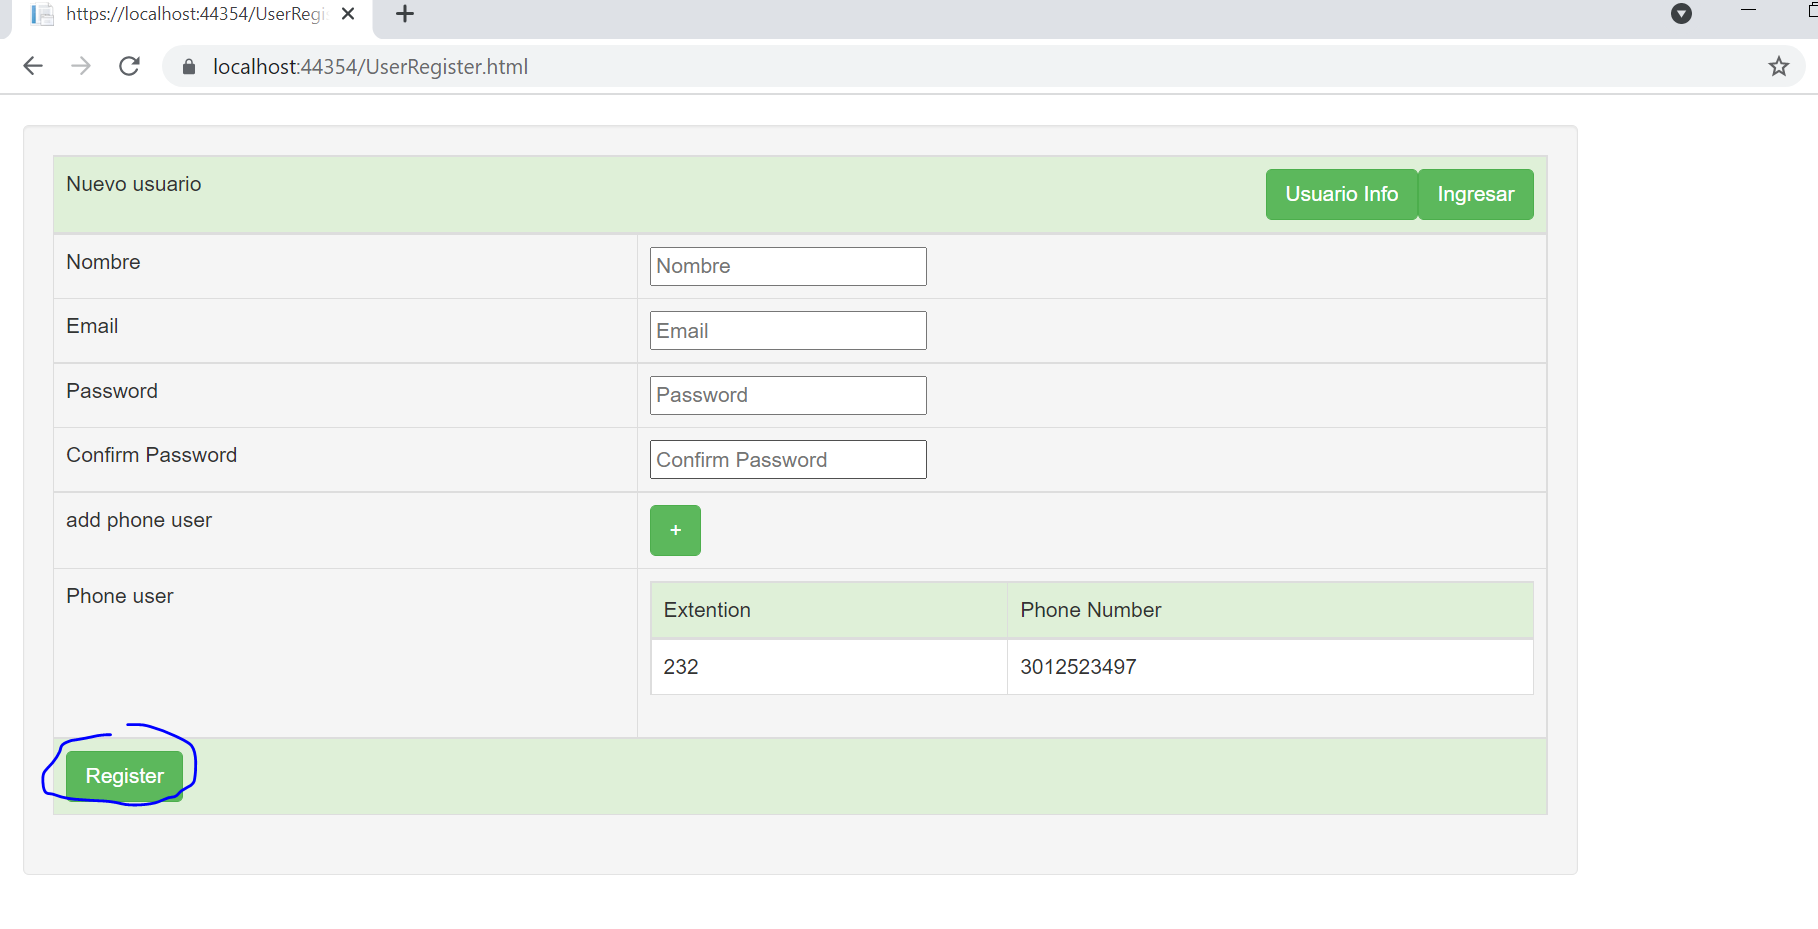 https://localhost:44354/UserRegi
localhost:44354/UserRegister.html
Nuevo usuario
Usuario Info
Ingresar
Nombre
Nombre
Email
Email
Password
Password
Confirm Password
Confirm Password
add phone user
+
Phone user
Extention
Phone Number
232
3012523497
Register